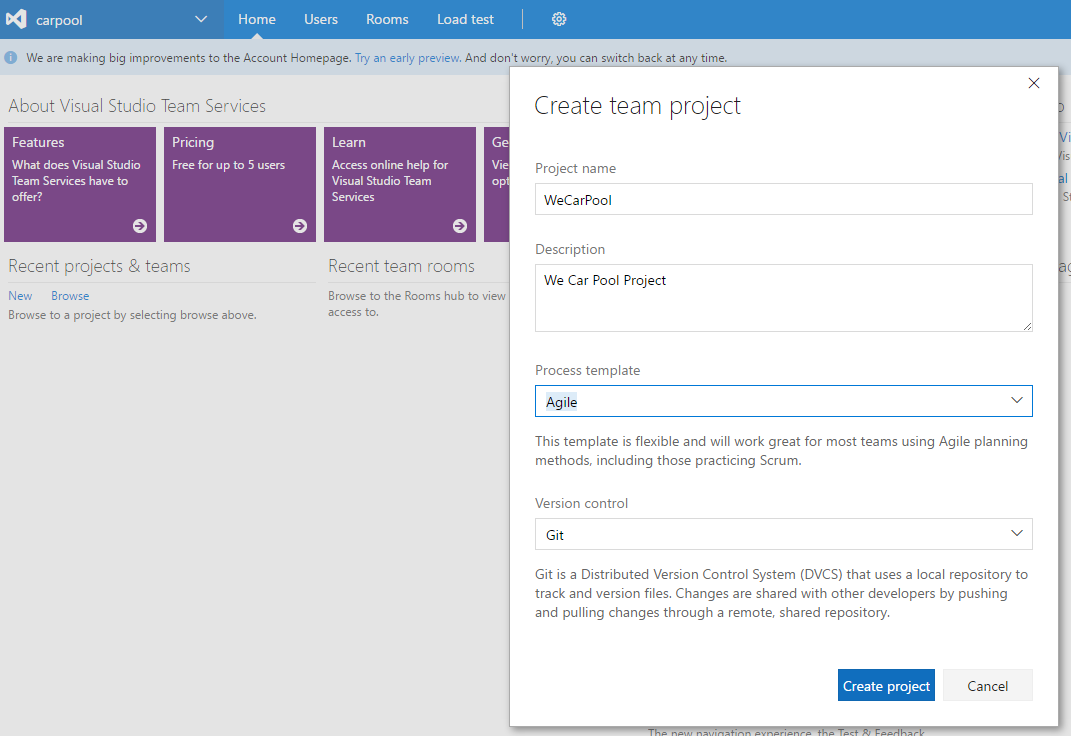 carpool
Home
Users
Rooms
Load test
We are making big improvements to the Account Homepage. Try an early preview. And don't worry, you can switch back at any time.
About Visual Studio Team Services
Features
What does Visual Studio
Team Services have to
offer?
Pricing
Free for up to 5 users
Learn
Access online help for
Visual Studio Team
Services
Recent projects & teams
New
Browse
Browse to a project by selecting browse above.
Recent team rooms
Browse to the Rooms hub to view
access to.
Create team project
Project name
WeCarPool
Description
We Car Pool Project
Process template
Agile
This template is flexible and will work great for most teams using Agile planning
methods, including those practicing Scrum.
Version control
Git
Git is a Distributed Version Control System (DVCS) that uses a local repository to
track and version files. Changes are shared with other developers by pushing
and pulling changes through a remote, shared repository.
Create project
Cancel
The new navigation experience, the Test & Feedback